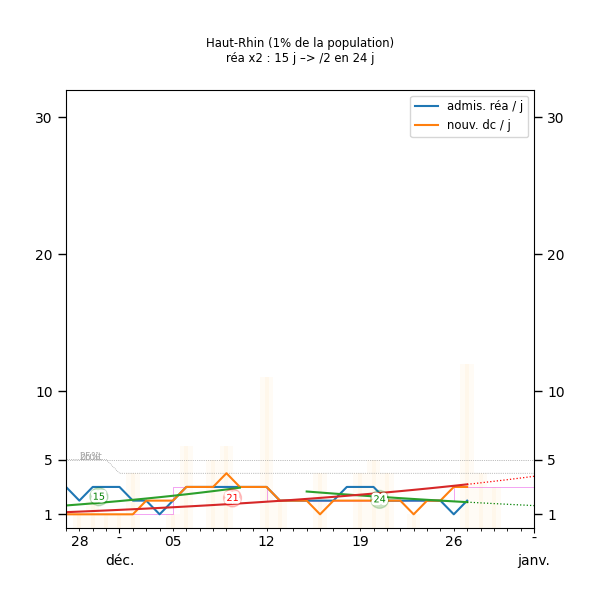 Haut-Rhin (1% de la population)
réa x2 : 15 j –> /2 en 24 j
admis. réa / j
nouv. dc / j
30 30
20 20
10 10
5 5
1 1
15
21
24
28 - 05 12 19 26 -
déc. janv.